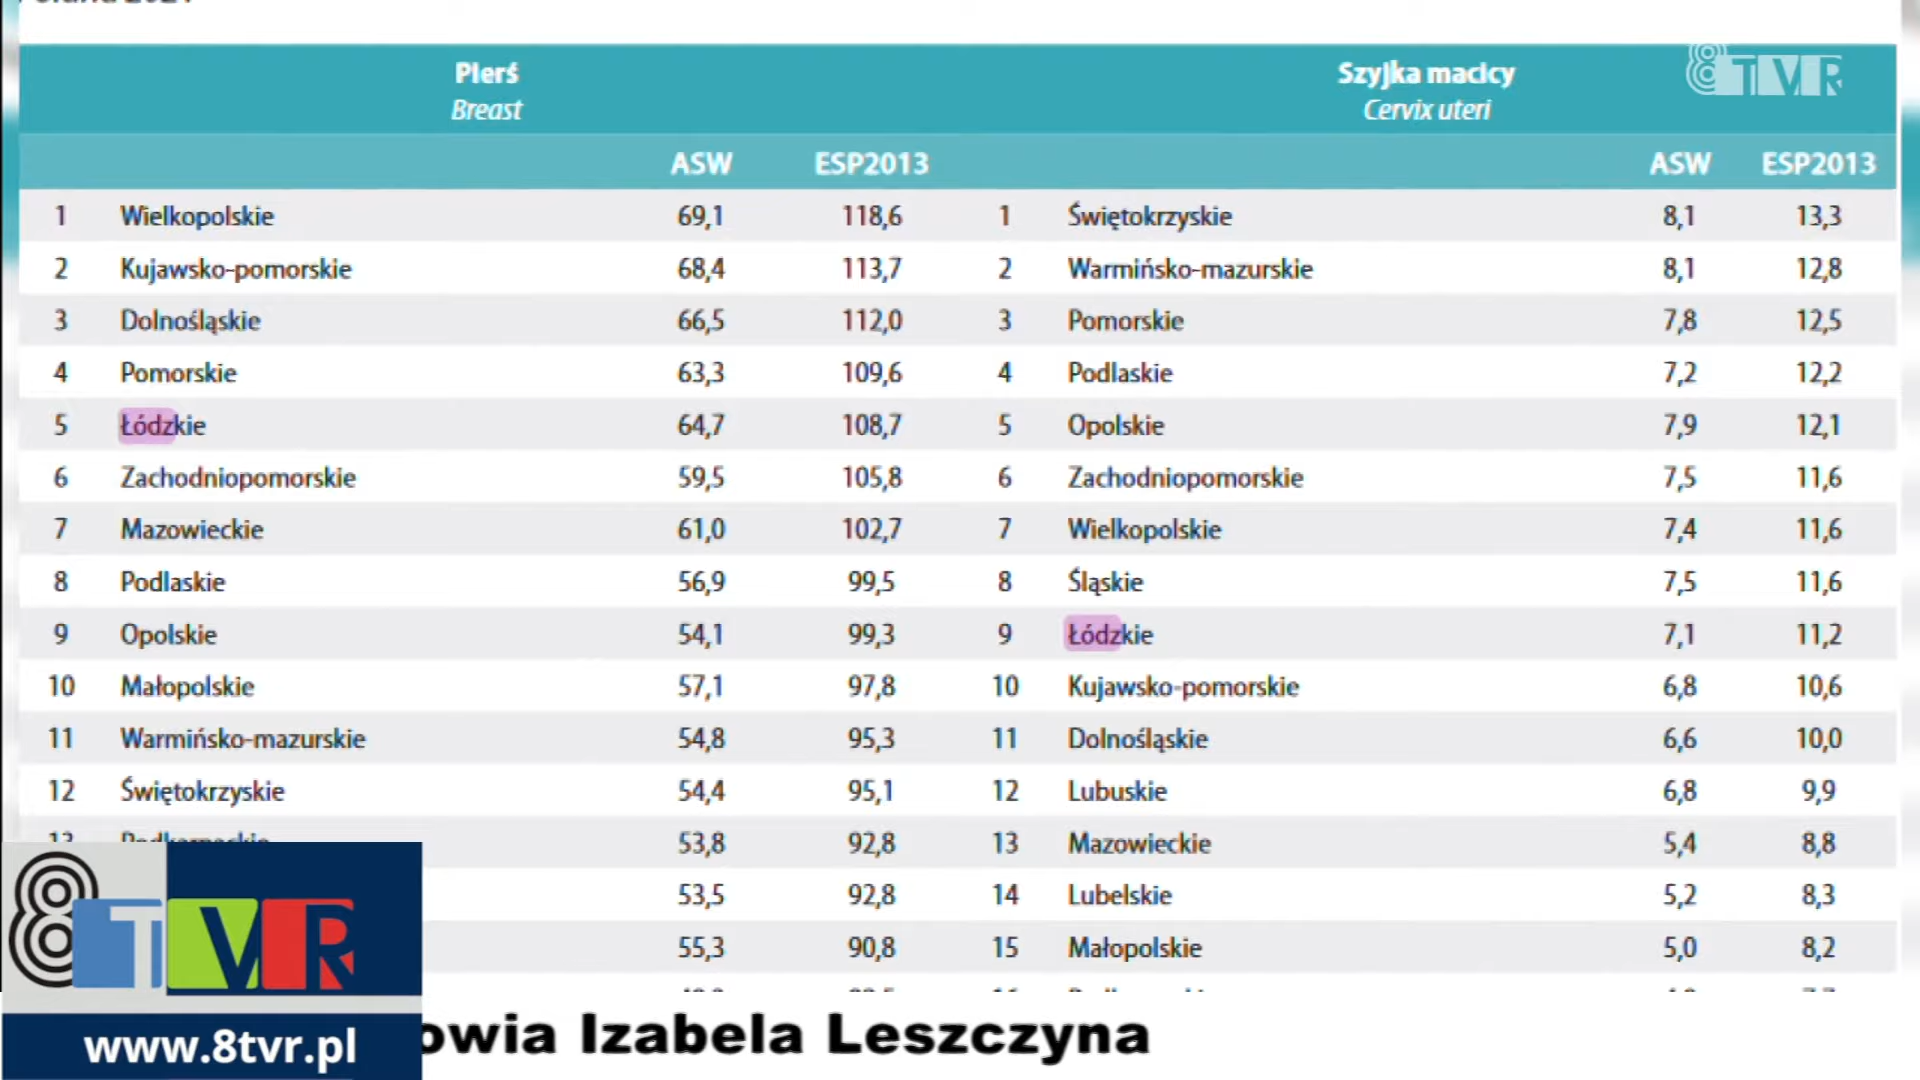 Poland 2021
Pierś Szyjka macicy
Breast Cervix uteri
8TVR
ASW ESP2013 ASW ESP2013
1 Wielkopolskie 69,1 118,6 1 Świętokrzyskie 8,1 13,3
2 Kujawsko-pomorskie 68,4 113,7 2 Warmińsko-mazurskie 8,1 12,8
3 Dolnośląskie 66,5 112,0 3 Pomorskie 7,8 12,5
4 Pomorskie 63,3 109,6 4 Podlaskie 7,2 12,2
5 Łódzkie 64,7 108,7 5 Opolskie 7,9 12,1
6 Zachodniopomorskie 59,5 105,8 6 Zachodniopomorskie 7,5 11,6
7 Mazowieckie 61,0 102,7 7 Wielkopolskie 7,4 11,6
8 Podlaskie 56,9 99,5 8 Śląskie 7,5 11,6
9 Opolskie 54,1 99,3 9 Łódzkie 7,1 11,2
10 Małopolskie 57,1 97,8 10 Kujawsko-pomorskie 6,8 10,6
11 Warmińsko-mazurskie 54,8 95,3 11 Dolnośląskie 6,6 10,0
12 Świętokrzyskie 54,4 95,1 12 Lubuskie 6,8 9,9
13 Podkarpackie 53,8 92,8 13 Mazowieckie 5,4 8,8
53,5 92,8 14 Lubelskie 5,2 8,3
55,3 90,8 15 Małopolskie 5,0 8,2
8TVR
www.8tvr.pl
owia Izabela Leszczyna